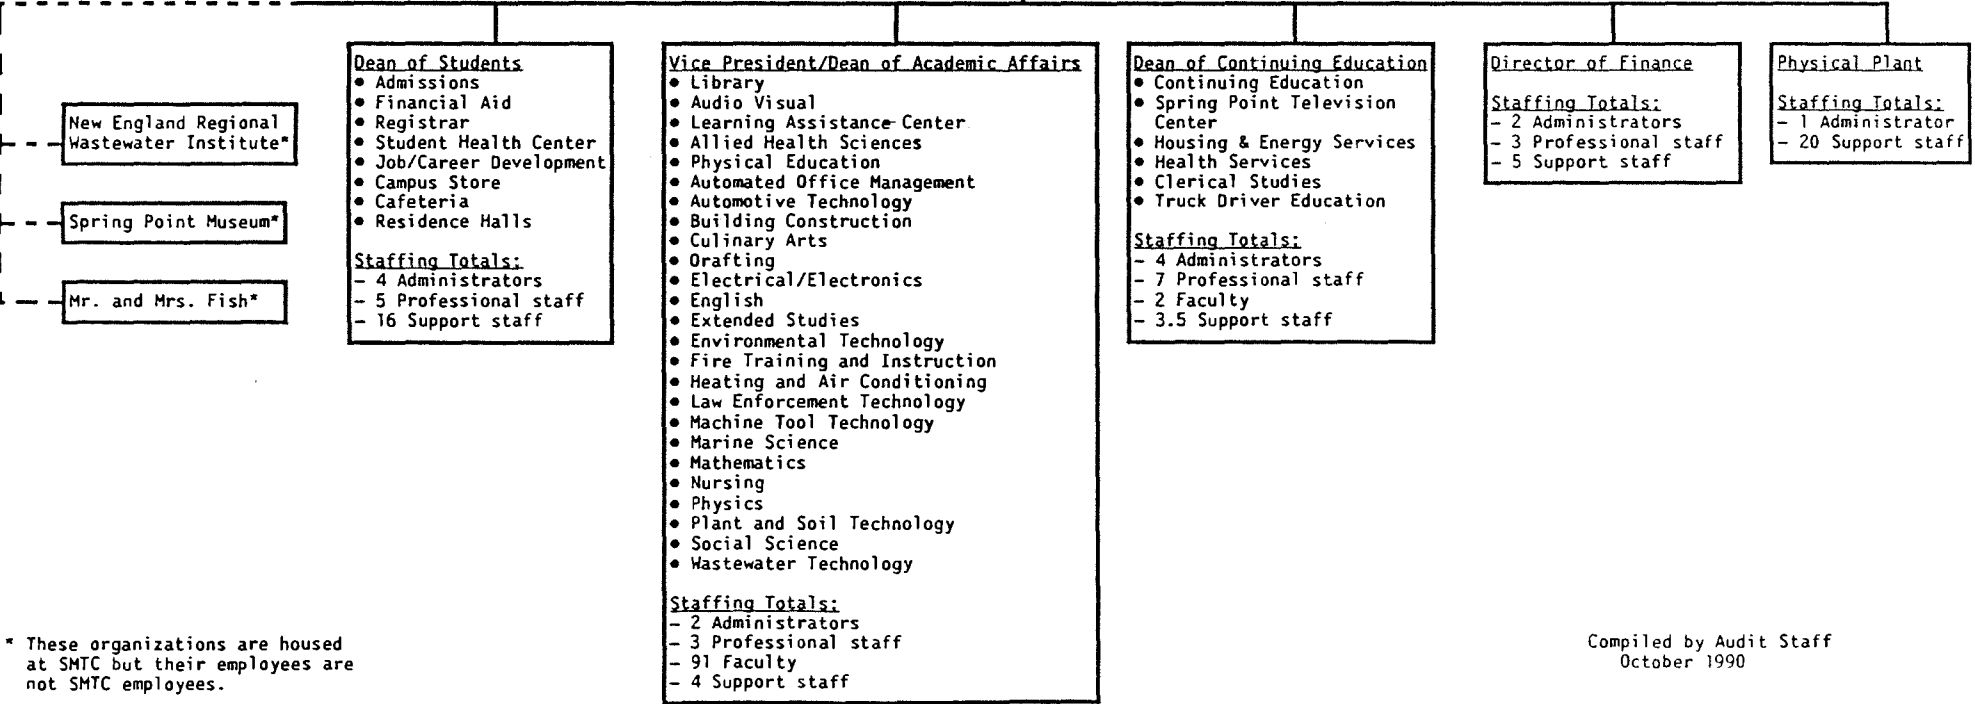 New England Regional
Wastewater Institute*
Spring Point Museum*
Mr. and Mrs. Fish*
Dean of Students
• Admissions
• Financial Aid
• Registrar
• Student Health Center
• Job/Career Development
• Campus Store
• Cafeteria
• Residence Halls
Staffing Totals:
- 4 Administrators
- 5 Professional staff
- 16 Support staff
Vice President/Dean of Academic Affairs
• Library
• Audio Visual
• Learning Assistance Center
• Allied Health Sciences
• Physical Education
• Automated Office Management
• Automotive Technology
• Building Construction
• Culinary Arts
• Drafting
• Electrical/Electronics
• English
• Extended Studies
• Environmental Technology
• Fire Training and Instruction
• Heating and Air Conditioning
• Law Enforcement Technology
• Machine Tool Technology
• Marine Science
• Mathematics
• Nursing
• Physics
• Plant and Soil Technology
• Social Science
• Wastewater Technology
Staffing Totals:
- 2 Administrators
- 3 Professional staff
- 91 Faculty
- 4 Support staff
Dean of Continuing Education
• Continuing Education
• Spring Point Television
Center
• Housing & Energy Services
• Health Services
• Clerical Studies
• Truck Driver Education
Staffing Totals:
- 4 Administrators
- 7 Professional staff
- 2 Faculty
- 3.5 Support staff
Director of Finance
Staffing Totals:
- 2 Administrators
- 3 Professional staff
- 5 Support staff
Physical Plant
Staffing Totals:
- 1 Administrator
- 20 Support staff
* These organizations are housed
at SMTC but their employees are
not SMTC employees.
Compiled by Audit Staff
October 1990